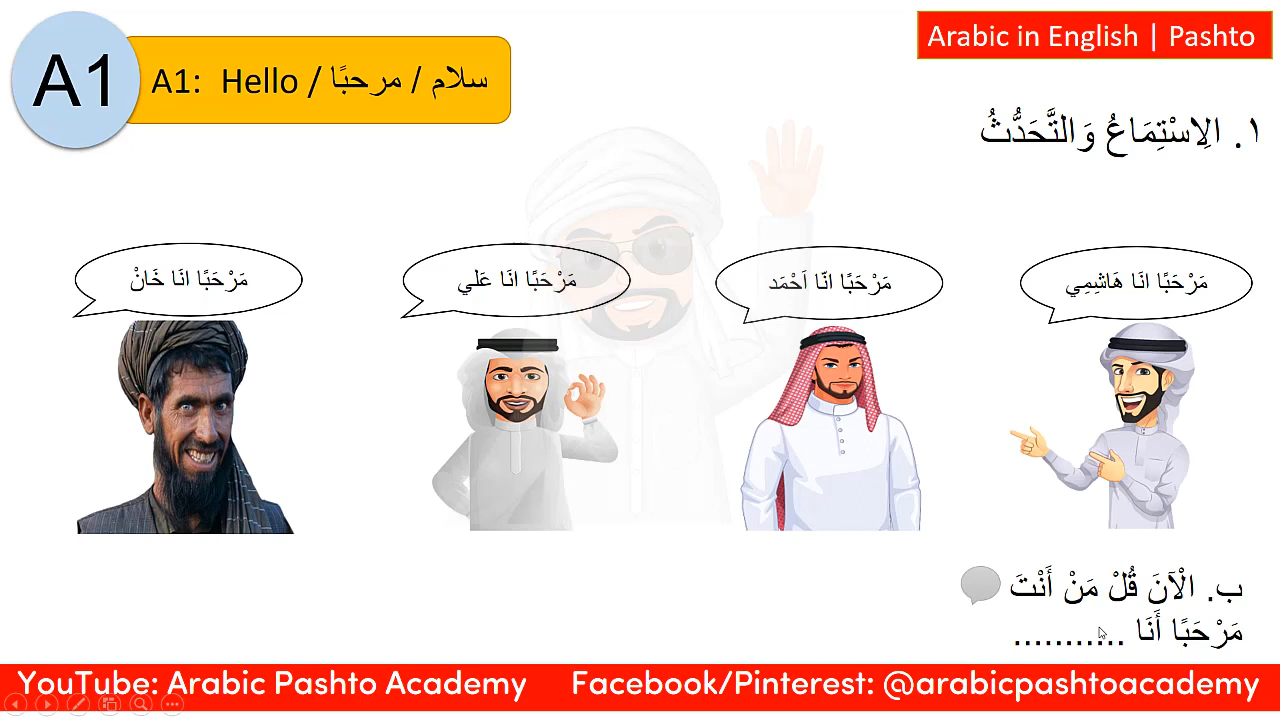 A1
A1: Hello / مرحبًا / سلام
Arabic in English | Pashto
١. الِاسْتِمَاعُ وَالتَّحَدُّثُ
مَرْحَبًا انَا خَانْ
مَرْحَبًا انَا عَلي
مَرْحَبًا انّا اَحْمَد
مَرْحَبًا انَا هَاشِمِي
ب. الْآنَ قُلْ مَنْ أَنْتَ
مَرْحَبًا أَنَا ...........
YouTube: Arabic Pashto Academy
Facebook/Pinterest: @arabicpashtoacademy